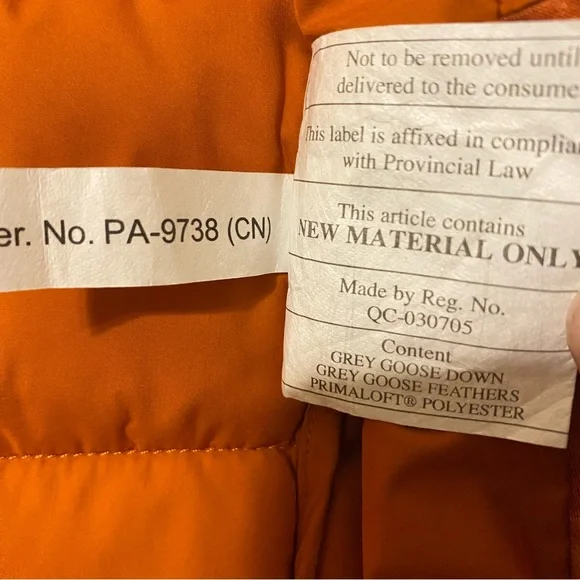 er. No. PA-9738 (CN)
Not to be removed until
delivered to the consume
This label is affixed in complian
with Provincial Law
This article contains
NEW MATERIAL ONLY
Made by Reg. No.
QC-030705
Content
GREY GOOSE DOWN
GREY GOOSE FEATHERS
PRIMALOFT® POLYESTER